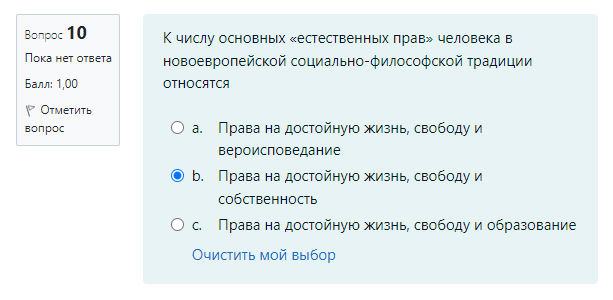 Вопрос 10
Пока нет ответа
Балл: 1,00
Отметить
вопрос
К числу основных «естественных прав» человека в
новоевропейской социально-философской традиции
относятся
a. Права на достойную жизнь, свободу и
вероисповедание
b. Права на достойную жизнь, свободу и
собственность
c. Права на достойную жизнь, свободу и образование
Очистить мой выбор